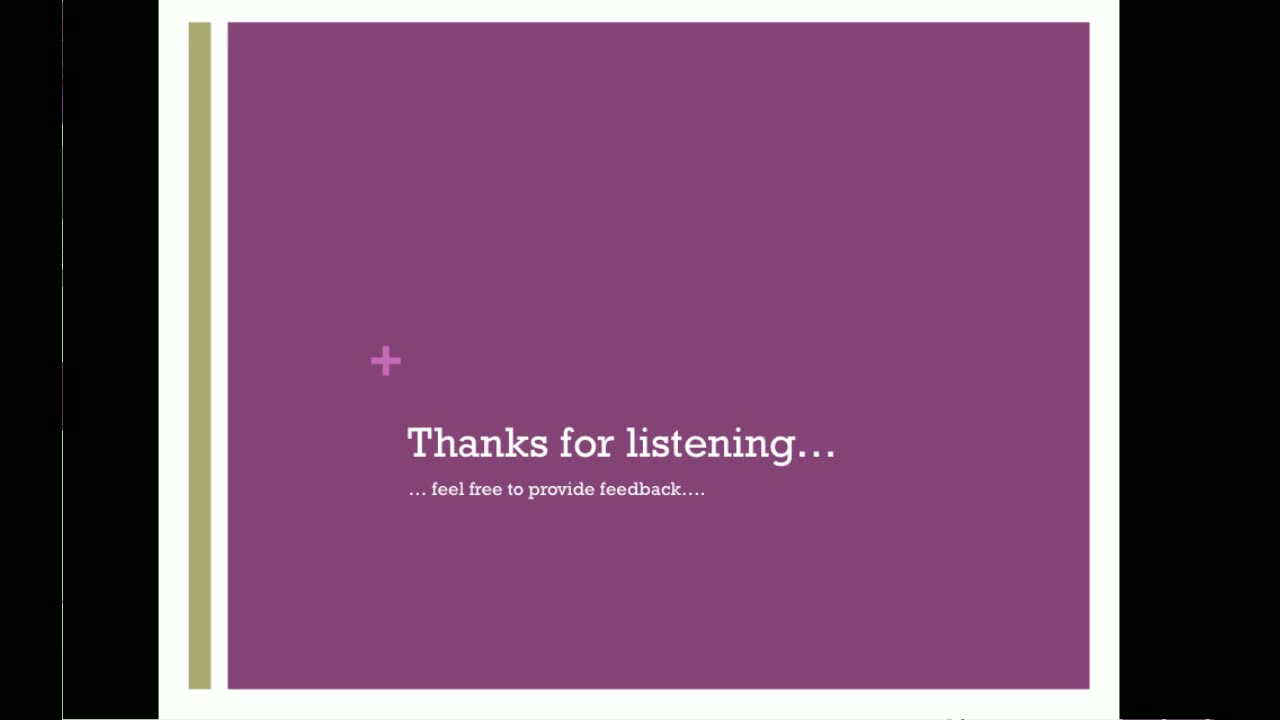 +
Thanks for listening…
… feel free to provide feedback….